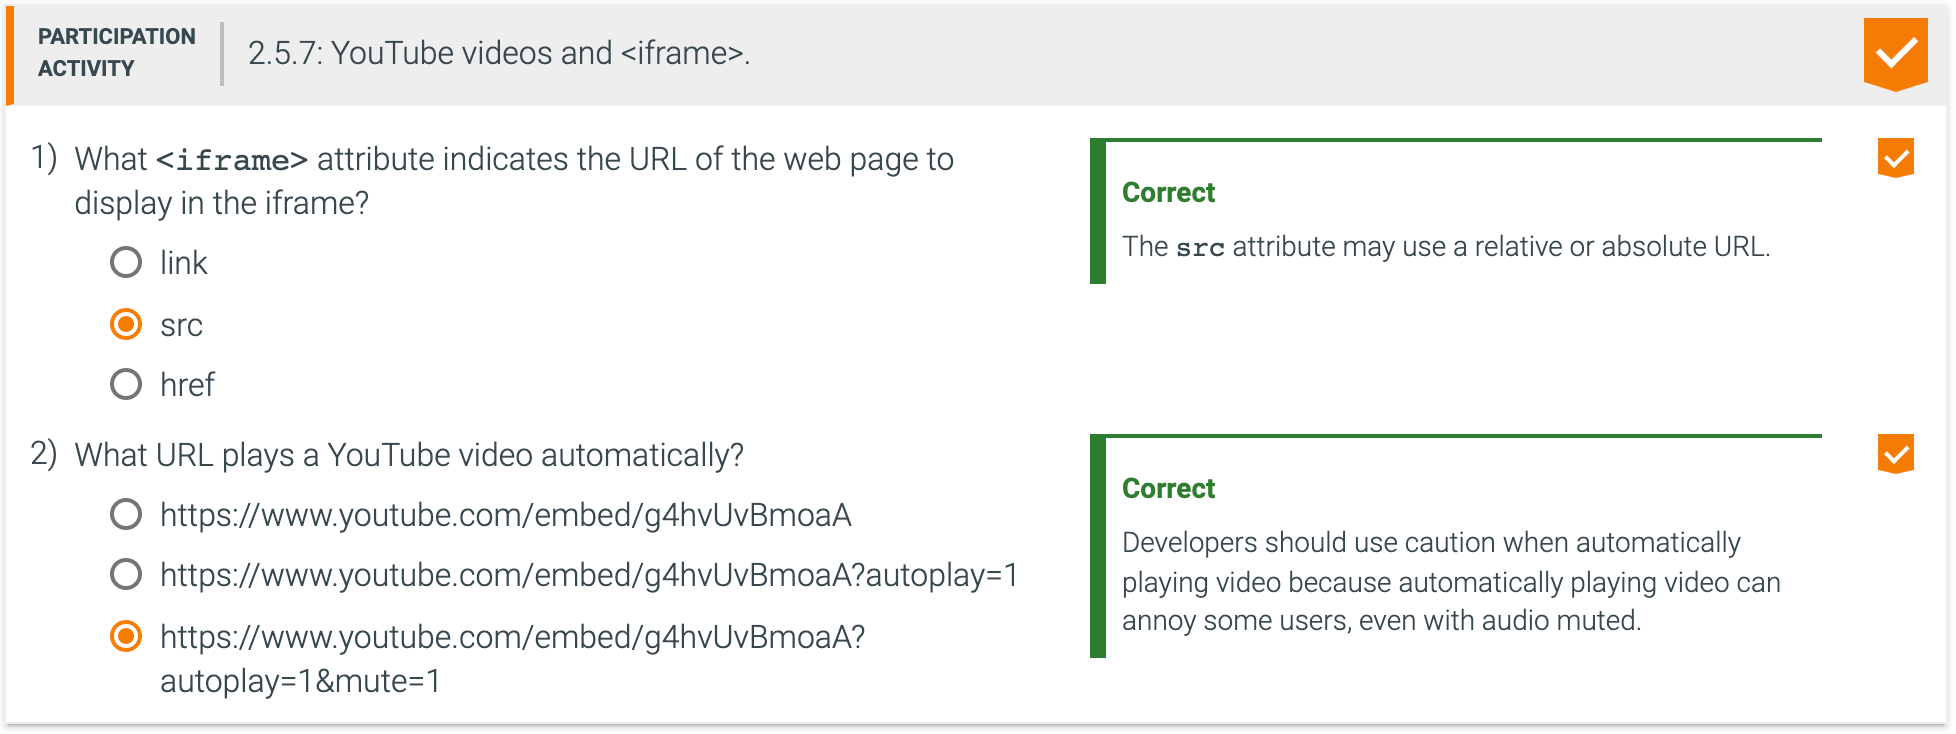 PARTICIPATION
ACTIVITY
2.5.7: YouTube videos and <iframe>.
1) What <iframe> attribute indicates the URL of the web page to
display in the iframe?
link
src
href
Correct
The src attribute may use a relative or absolute URL.
2) What URL plays a YouTube video automatically?
https://www.youtube.com/embed/g4hvUvBmoaA
https://www.youtube.com/embed/g4hvUvBmoaA?autoplay=1
https://www.youtube.com/embed/g4hvUvBmoaA?
autoplay=1&mute=1
Correct
Developers should use caution when automatically
playing video because automatically playing video can
annoy some users, even with audio muted.